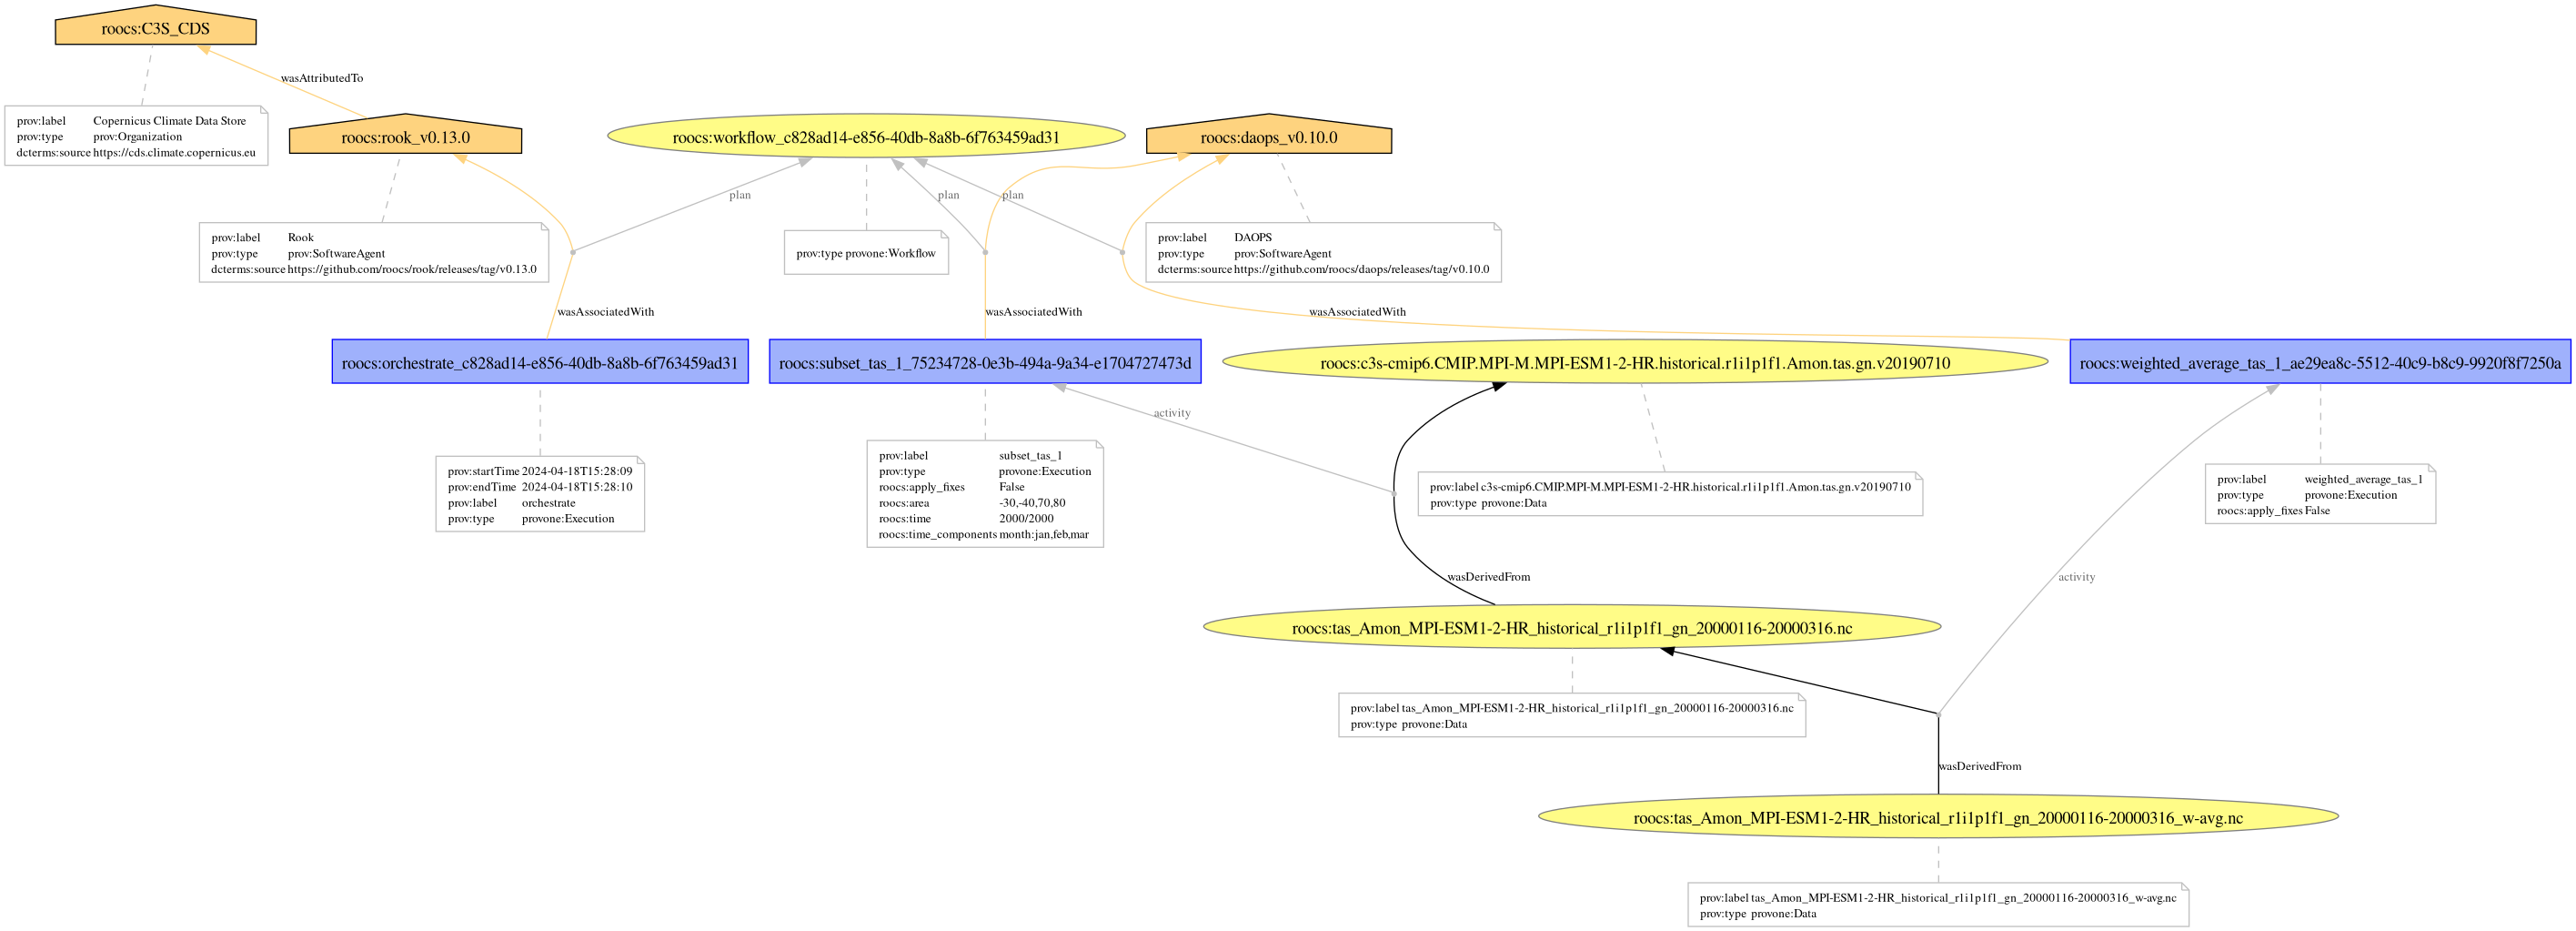 roocs:C3S_CDS
wasAttributedTo
prov:label Copernicus Climate Data Store
prov:type prov:Organization
dcterms:source https://cds.climate.copernicus.eu
roocs:rook_v0.13.0
roocs:workflow_c828ad14-e856-40db-8a8b-6f763459ad31
roocs:daops_v0.10.0
plan
plan
plan
prov:label Rook
prov:type prov:SoftwareAgent
dcterms:source https://github.com/roocs/rook/releases/tag/v0.13.0
prov:type provone:Workflow
prov:label DAOPS
prov:type prov:SoftwareAgent
dcterms:source https://github.com/roocs/daops/releases/tag/v0.10.0
wasAssociatedWith
wasAssociatedWith
wasAssociatedWith
roocs:orchestrate_c828ad14-e856-40db-8a8b-6f763459ad31
roocs:subset_tas_1_75234728-0e3b-494a-9a34-e1704727473d
roocs:c3s-cmip6.CMIP.MPI-M.MPI-ESM1-2-HR.historical.r1i1p1f1.Amon.tas.gn.v20190710
roocs:weighted_average_tas_1_ae29ea8c-5512-40c9-b8c9-9920f8f7250a
activity
prov:startTime 2024-04-18T15:28:09
prov:endTime 2024-04-18T15:28:10
prov:label orchestrate
prov:type provone:Execution
prov:label subset_tas_1
prov:type provone:Execution
roocs:apply_fixes False
roocs:area -30,-40,70,80
roocs:time 2000/2000
roocs:time_components month:jan,feb,mar
prov:label c3s-cmip6.CMIP.MPI-M.MPI-ESM1-2-HR.historical.r1i1p1f1.Amon.tas.gn.v20190710
prov:type provone:Data
prov:label weighted_average_tas_1
prov:type provone:Execution
roocs:apply_fixes False
wasDerivedFrom
activity
roocs:tas_Amon_MPI-ESM1-2-HR_historical_r1i1p1f1_gn_20000116-20000316.nc
prov:label tas_Amon_MPI-ESM1-2-HR_historical_r1i1p1f1_gn_20000116-20000316.nc
prov:type provone:Data
wasDerivedFrom
roocs:tas_Amon_MPI-ESM1-2-HR_historical_r1i1p1f1_gn_20000116-20000316_w-avg.nc
prov:label tas_Amon_MPI-ESM1-2-HR_historical_r1i1p1f1_gn_20000116-20000316_w-avg.nc
prov:type provone:Data